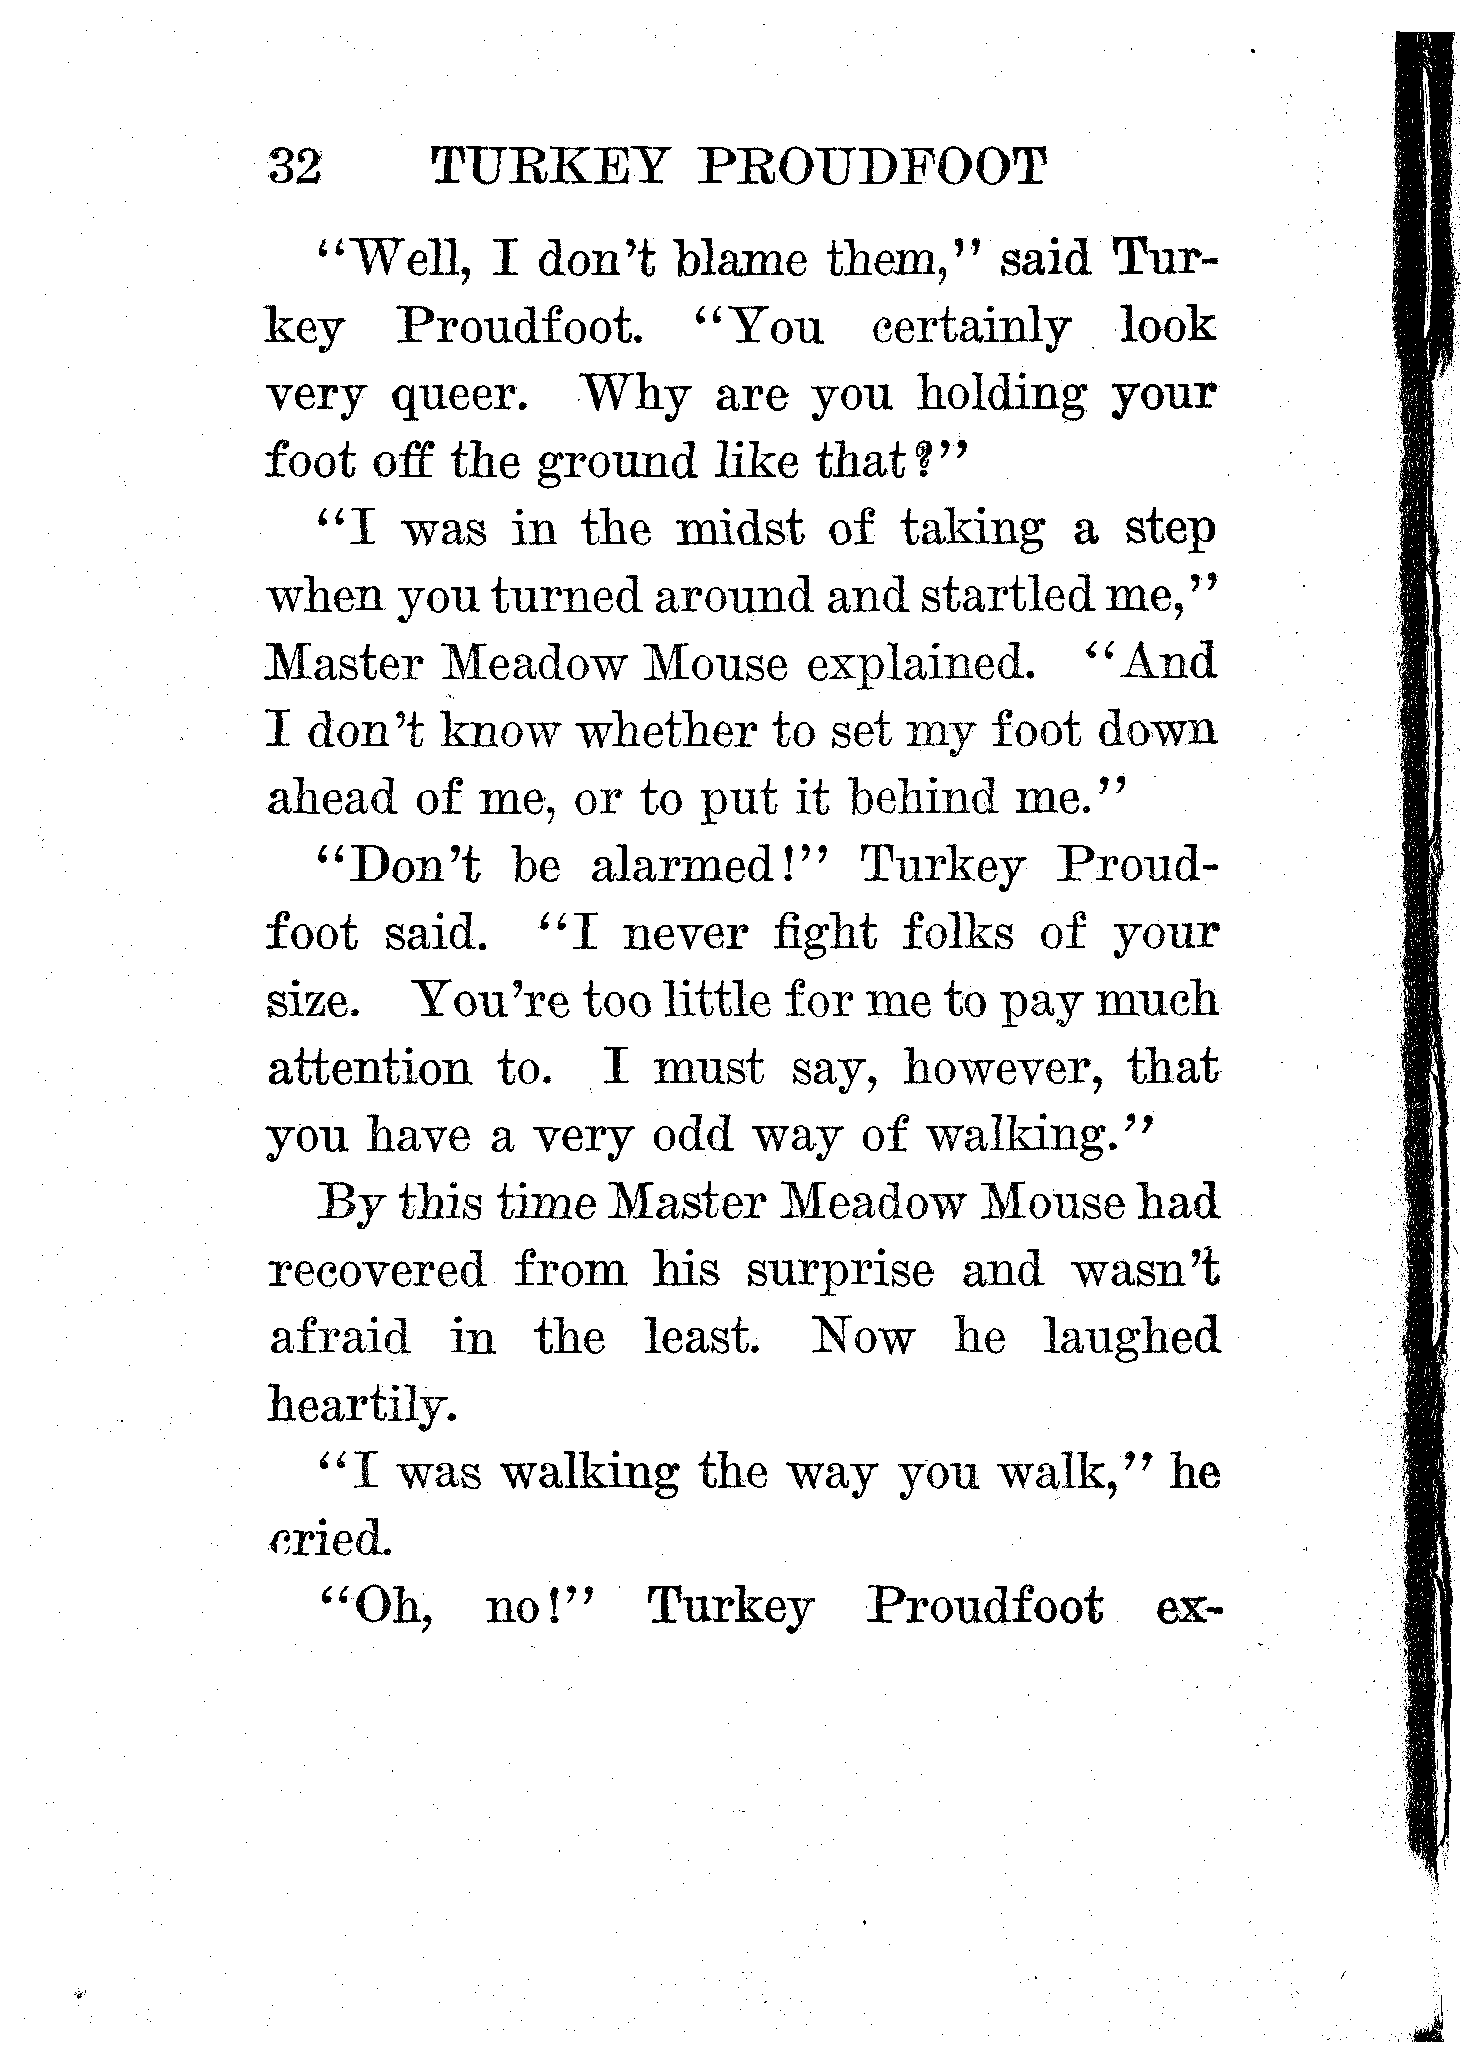 32 TURKEY PROUDFOOT
"Well, I don't blame them," said Tur-
key Proudfoot. "You certainly look
very queer. Why are you holding your
foot off the ground like that?"
"I was in the midst of taking a step
when you turned around and startled me,"
Master Meadow Mouse explained. "And
I don't know whether to set my foot down
ahead of me, or to put it behind me."
"Don't be alarmed!" Turkey Proud-
foot said. "I never fight folks of your
size. You're too little for me to pay much
attention to. I must say, however, that
you have a very odd way of walking."
By this time Master Meadow Mouse had
recovered from his surprise and wasn't
afraid in the least. Now he laughed
heartily.
"I was walking the way you walk," he
cried.
"Oh, no!" Turkey Proudfoot ex-